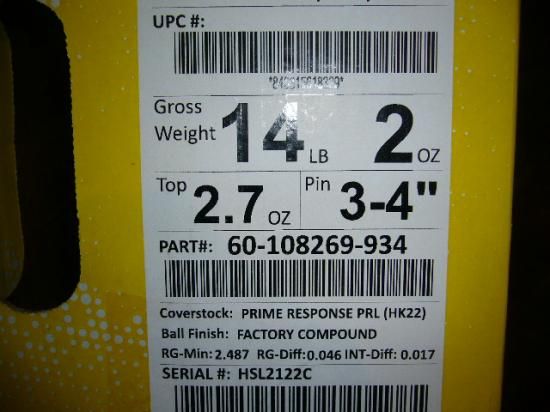 UPC #:
Gross Weight 14 LB 2 OZ
Top 2.7 OZ Pin 3-4"
PART#: 60-108269-934
Coverstock: PRIME RESPONSE PRL (HK22)
Ball Finish: FACTORY COMPOUND
RG-Min: 2.487 RG-Diff: 0.046 INT-Diff: 0.017
SERIAL #: HSL2122C